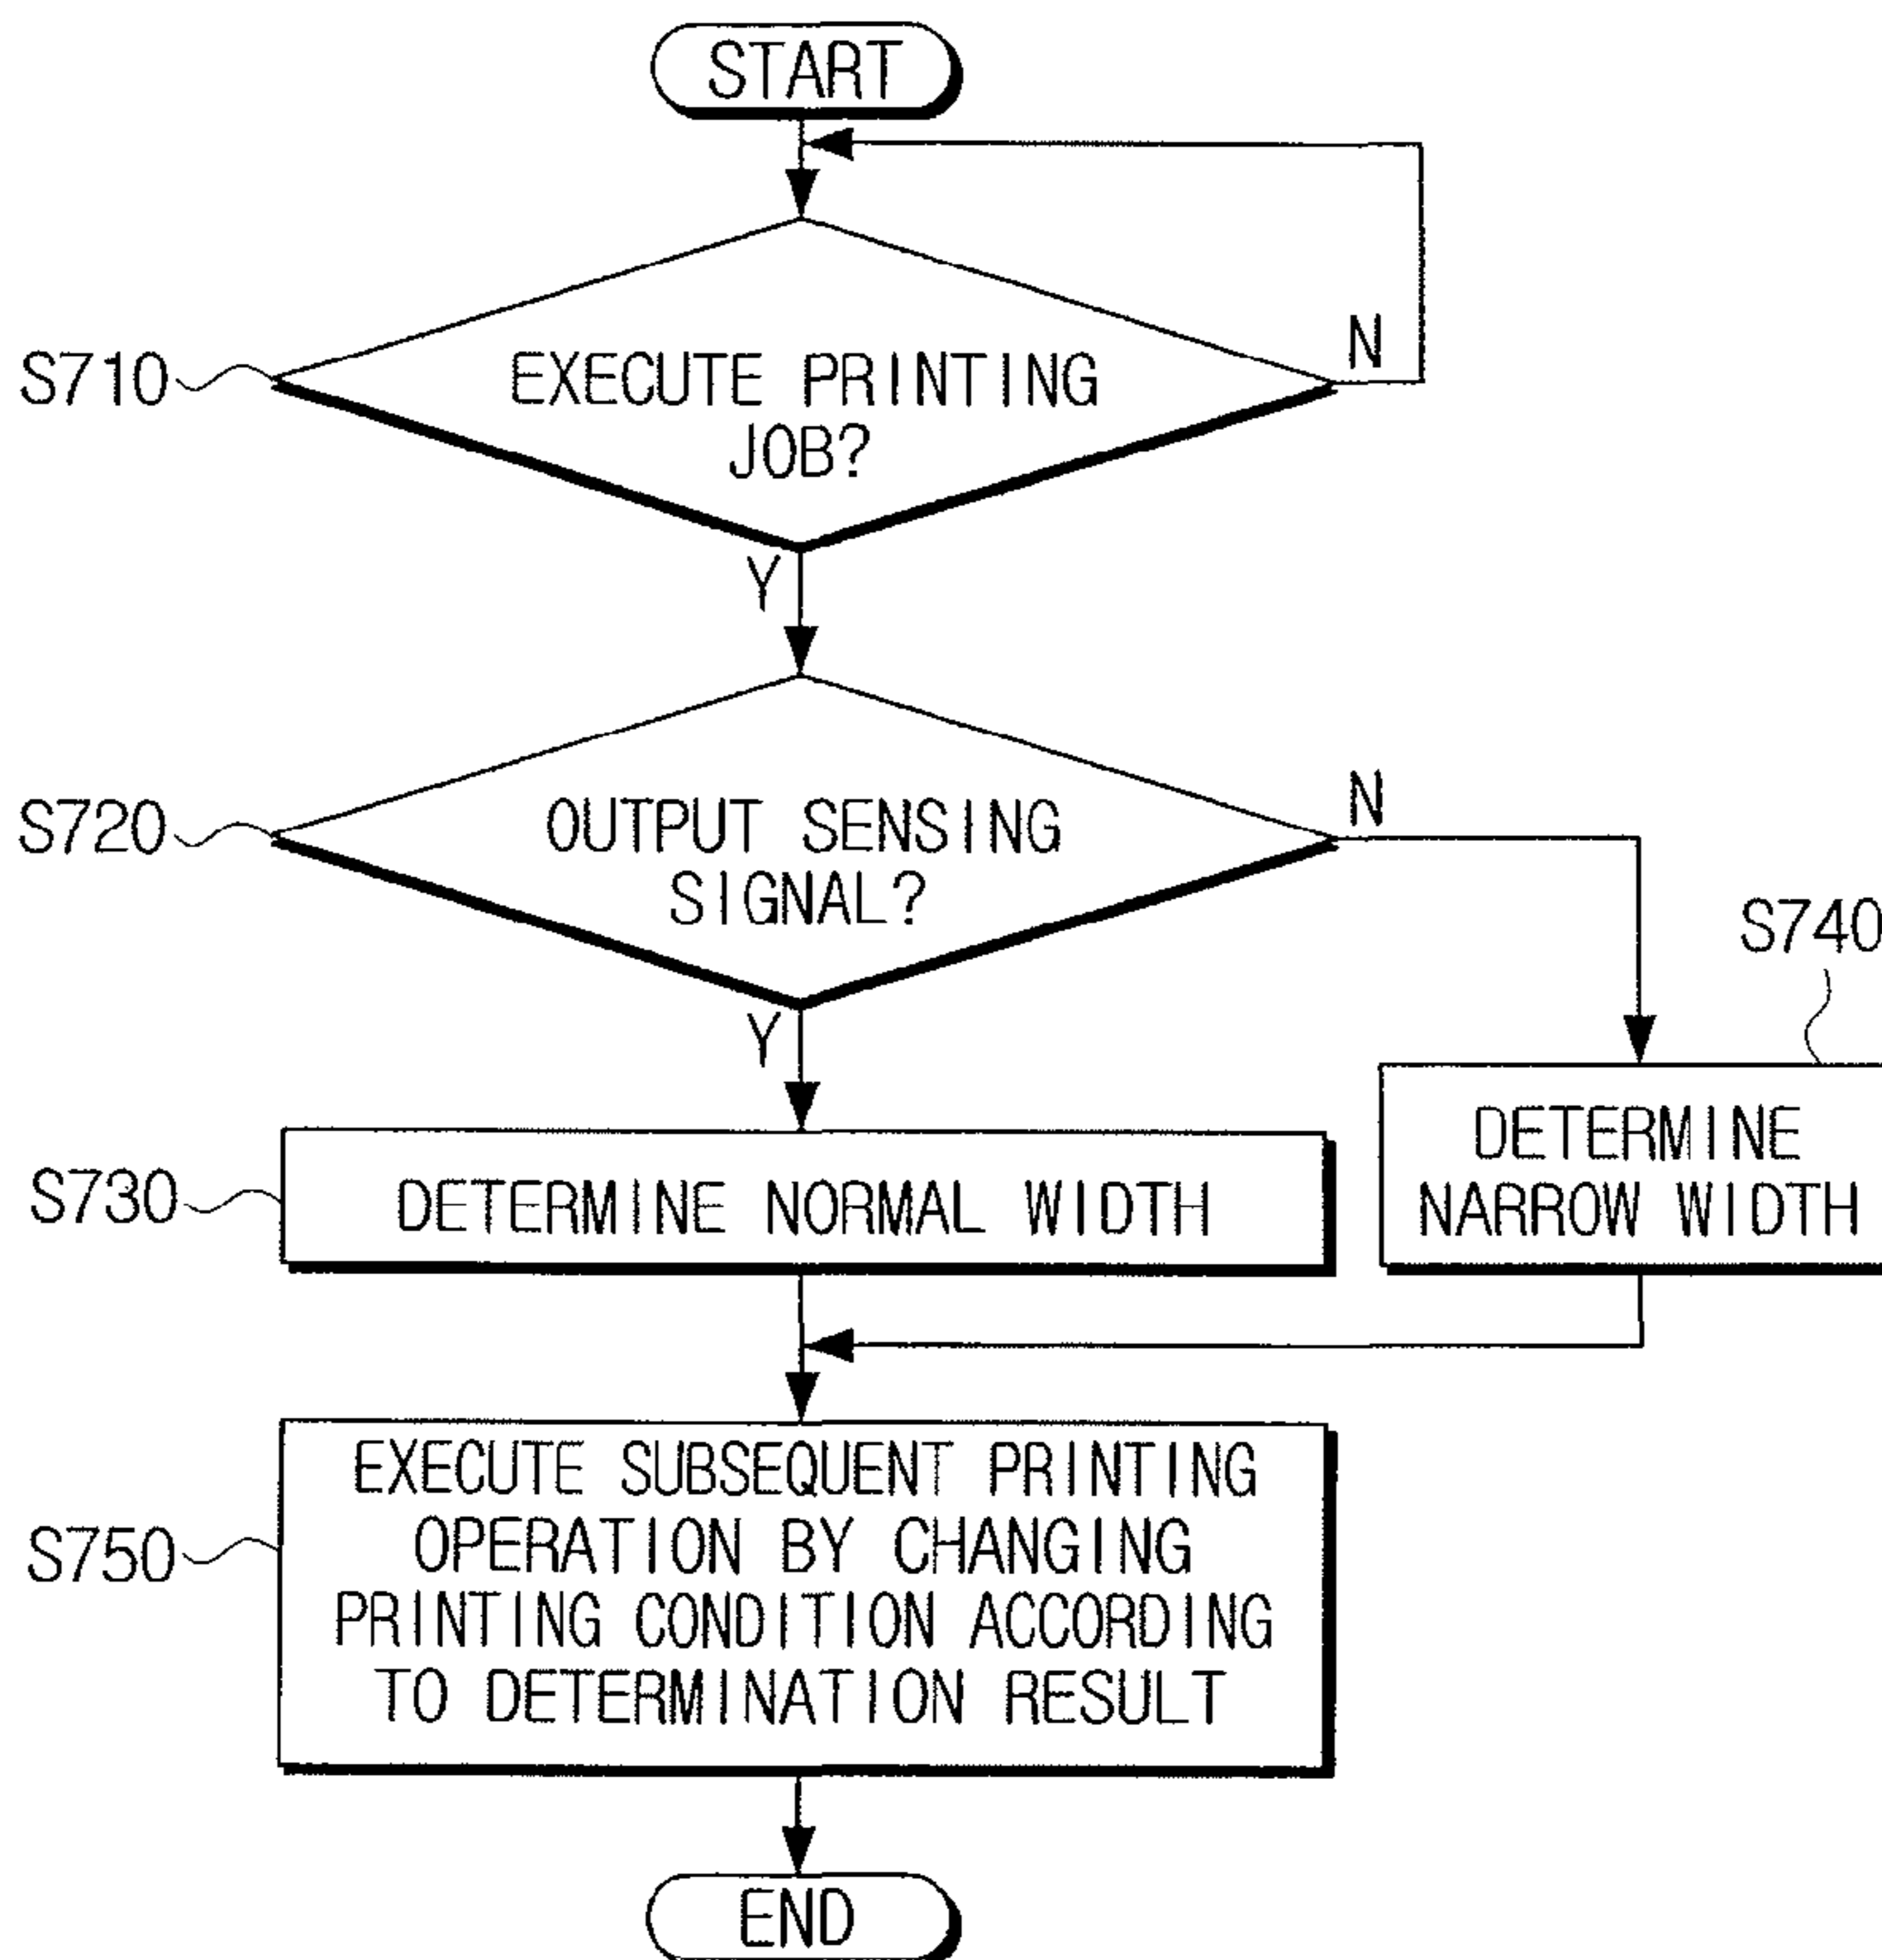 START
N
S710
EXECUTE PRINTING
JOB?
Y
N
S720
OUTPUT SENSING
SIGNAL?
S740
Y
S730
DETERMINE NORMAL WIDTH
DETERMINE
NARROW WIDTH
S750
EXECUTE SUBSEQUENT PRINTING
OPERATION BY CHANGING
PRINTING CONDITION ACCORDING
TO DETERMINATION RESULT
END